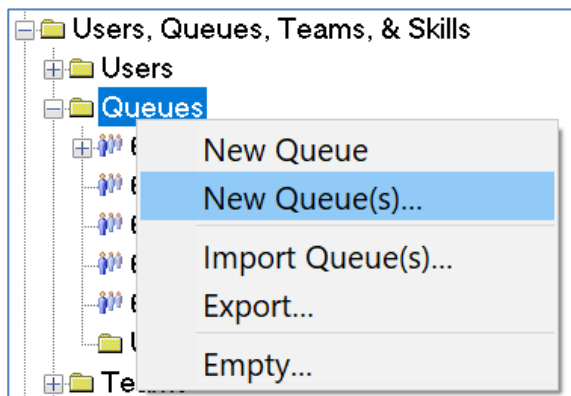 Users, Queues, Teams, & Skills
Users
Queues
New Queue
New Queue(s)...
Import Queue(s)...
Export...
Empty...